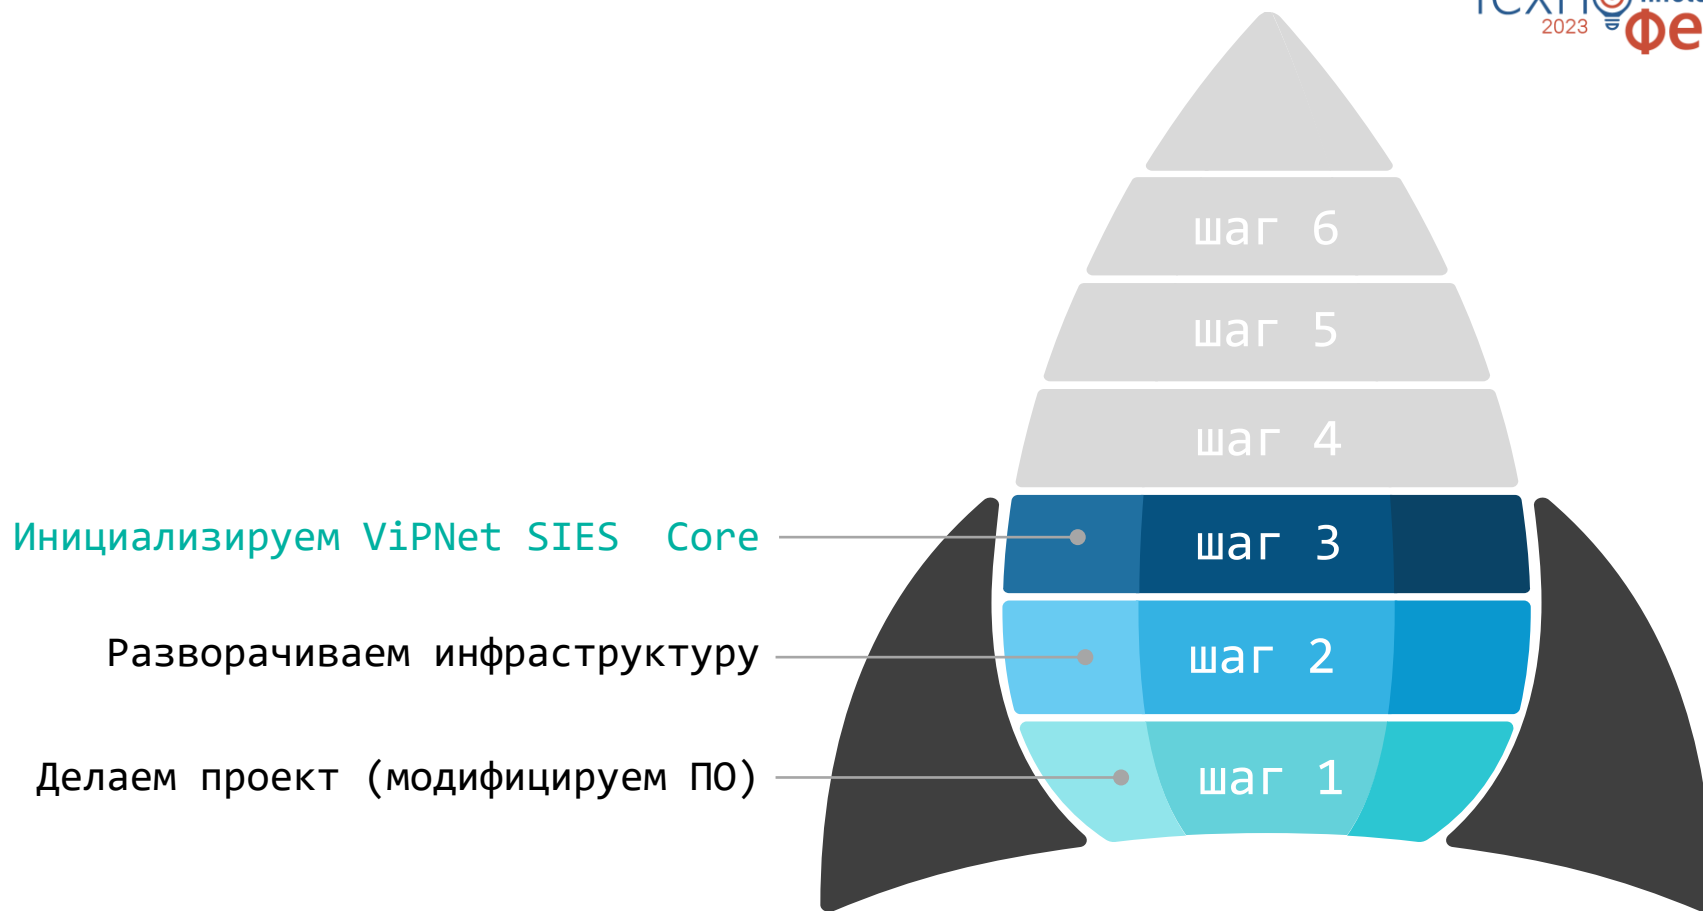 2023
шаг 6
шаг 5
шаг 4
Инициализируем ViPNet SIES Core
шаг 3
Разворачиваем инфраструктуру
шаг 2
Делаем проект (модифицируем ПО)
шаг 1